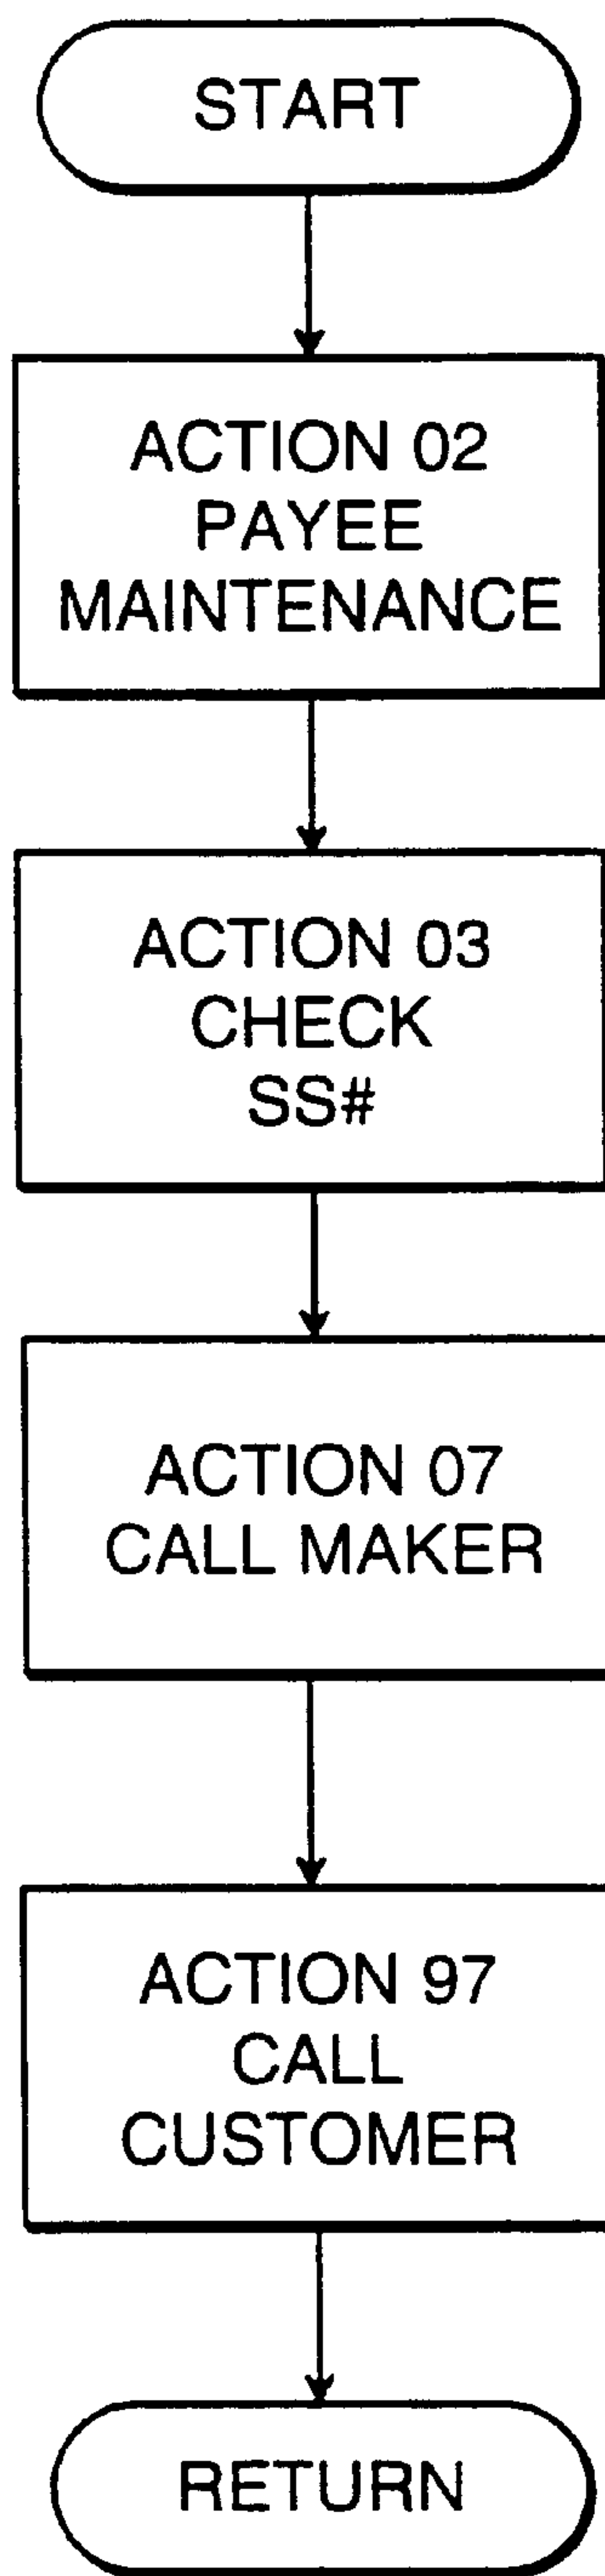 START
ACTION 02
PAYEE
MAINTENANCE
ACTION 03
CHECK
SS#
ACTION 07
CALL MAKER
ACTION 97
CALL
CUSTOMER
RETURN